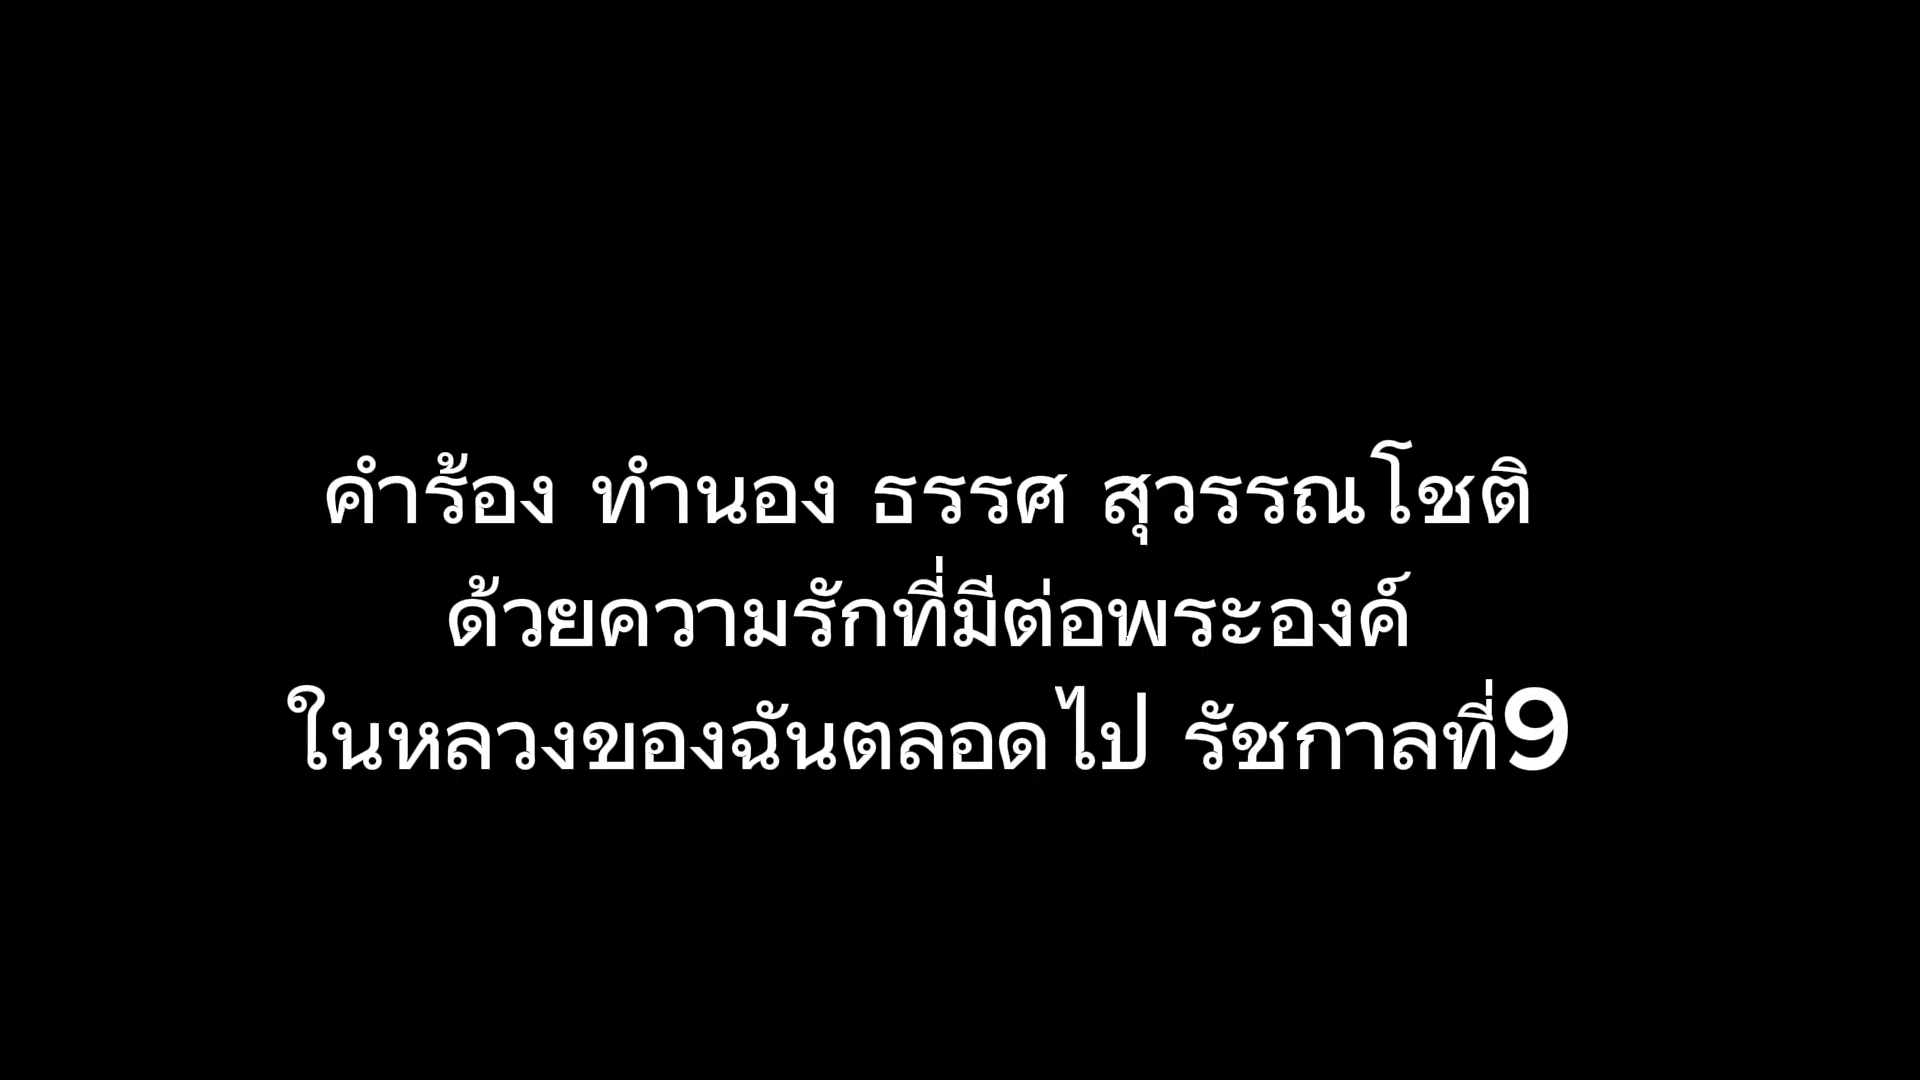 คำร้อง ทำนอง ธรรศ สุวรรณโชติ
ด้วยความรักที่มีต่อพระองค์
ในหลวงของฉันตลอดไป รัชกาลที่9